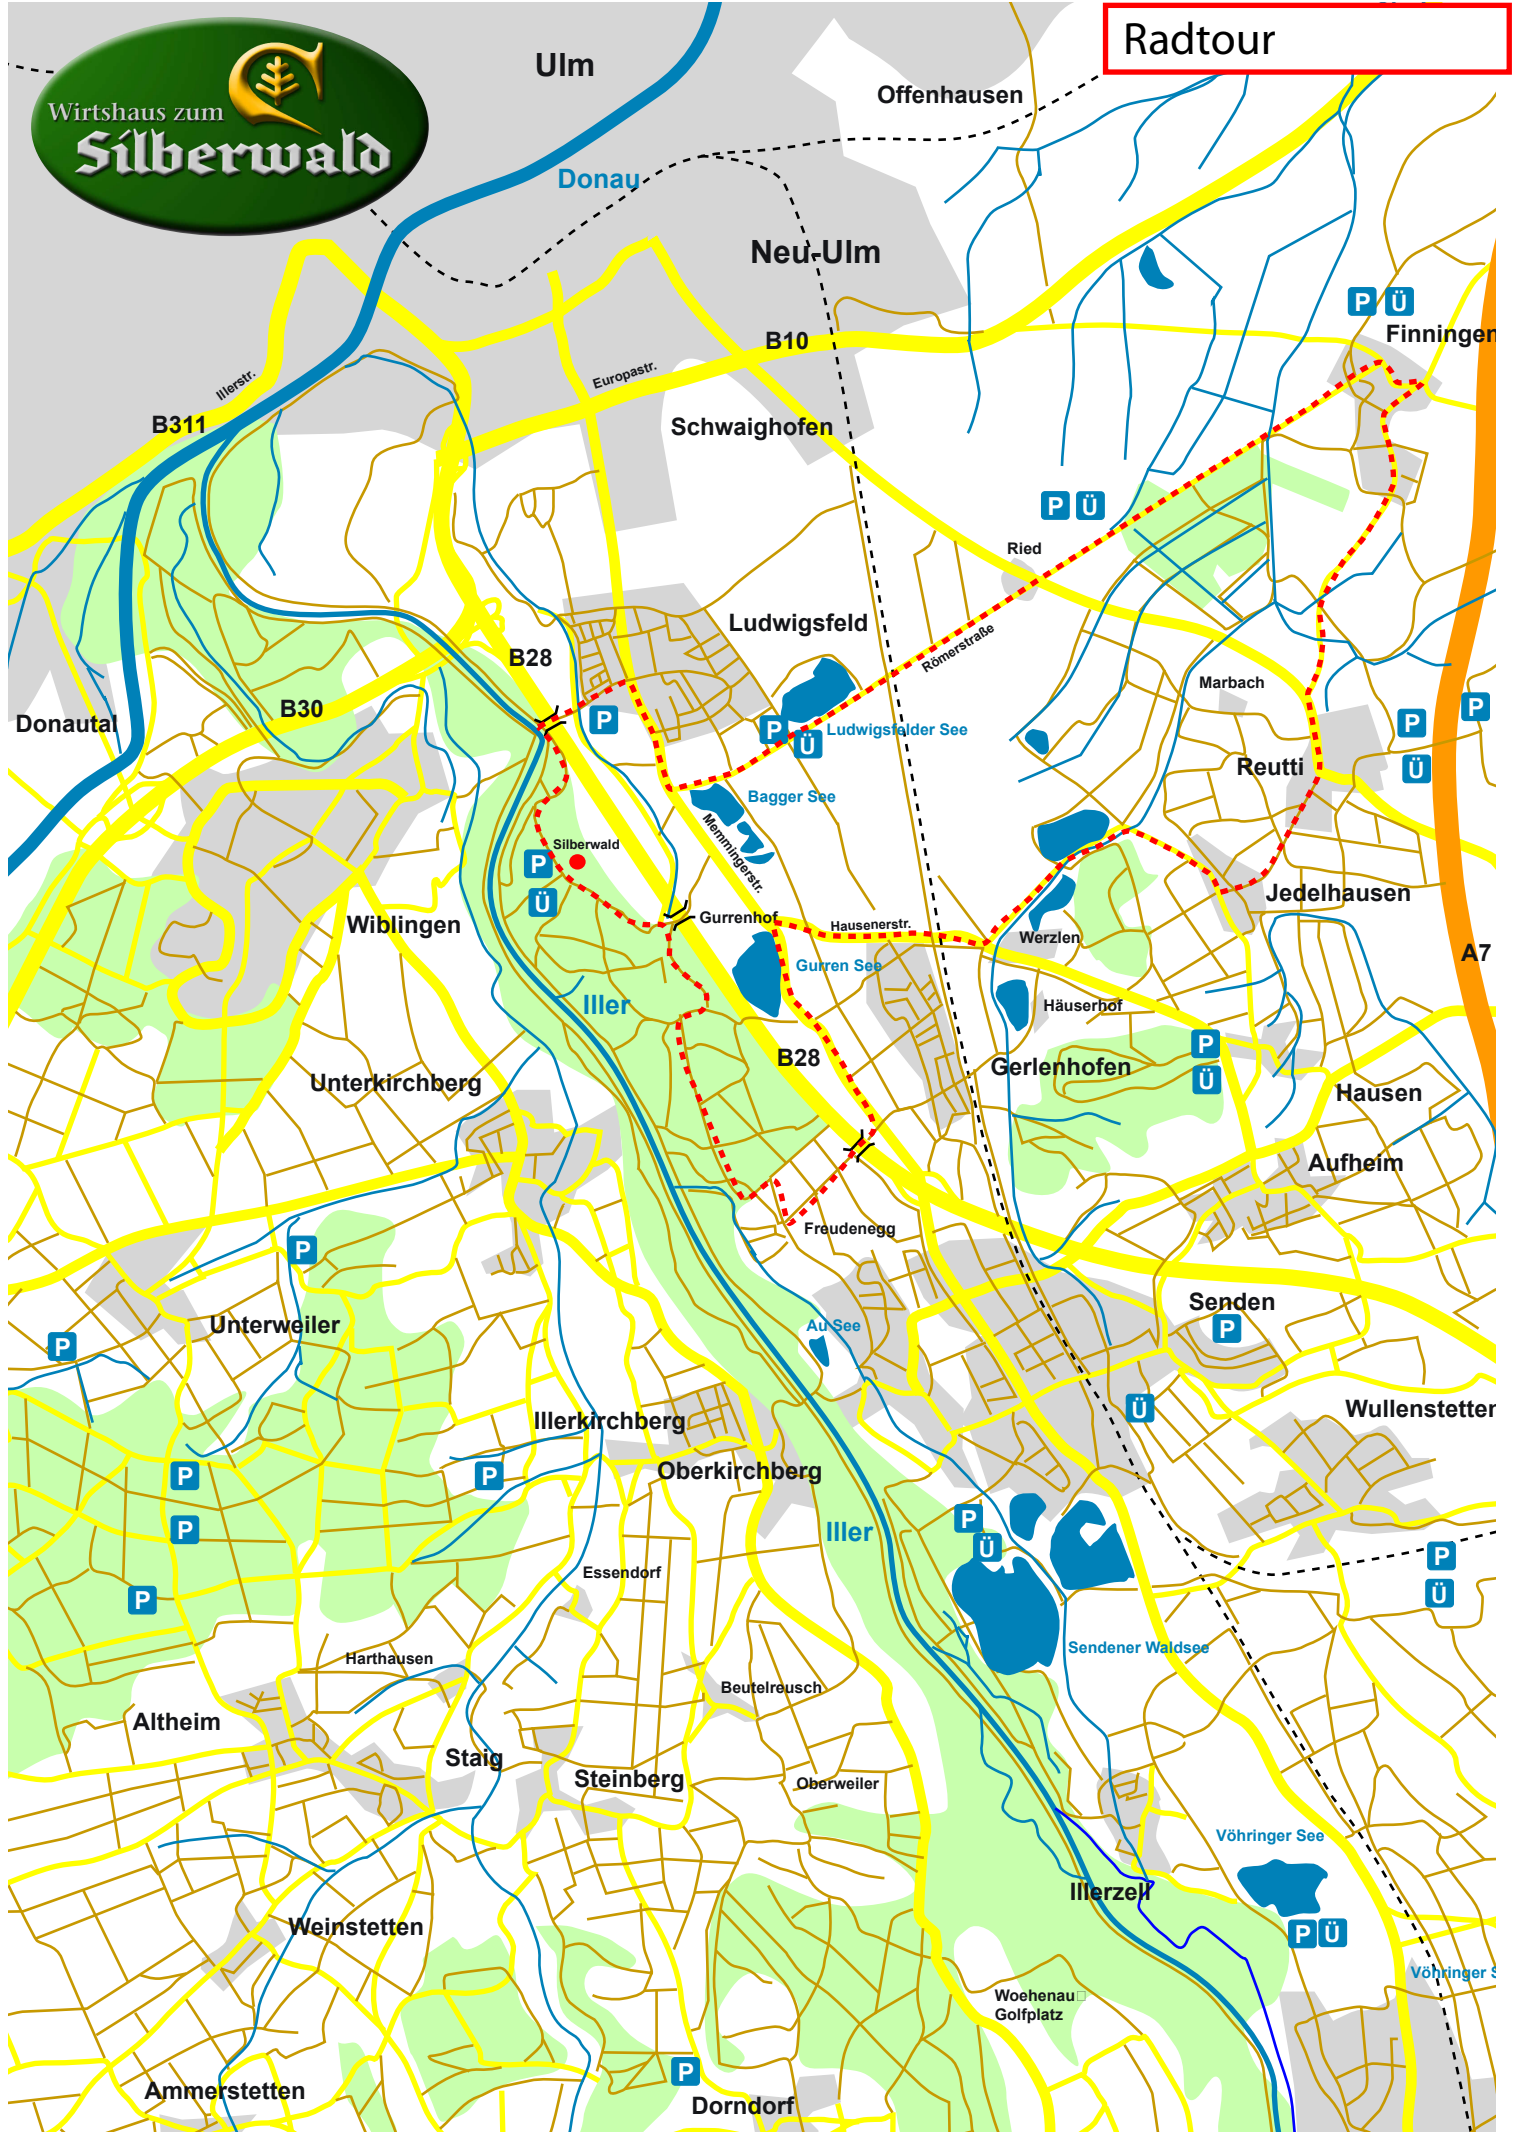 Radtour
Wirtshaus zum
Silberwald
Ulm
Offenhausen
Donau
Neu-Ulm
P Ü
Finningen
B10
Illerstr.
Europastr.
B311
Schwaighofen
P Ü
Ried
Ludwigsfeld
Römerstraße
B28
Marbach
B30
Donautal
P
P
Ü
Ludwigsfelder See
P
P
Ü
Reutti
Bagger See
Memmingerstr.
Silberwald
P
Ü
Jedelhausen
Wiblingen
Gurrenhof
Hausenerstr.
Werzlen
A7
Gurren See
Iller
Häuserhof
B28
Gerlenhofen
P
Ü
Unterkirchberg
Hausen
Aufheim
Freudenegg
P
Senden
P
Unterweiler
P
Au See
Ü
Wullenstetten
Illerkirchberg
P
P
Oberkirchberg
P
Ü
Iller
P
P
Ü
Essendorf
P
Harthausen
Sendener Waldsee
Beutelreusch
Altheim
Staig
Steinberg
Oberweiler
Vöhringer See
Illerzell
Weinstetten
P Ü
Vöhringer S
Woehenau
Golfplatz
P
Ammerstetten
Dorndorf